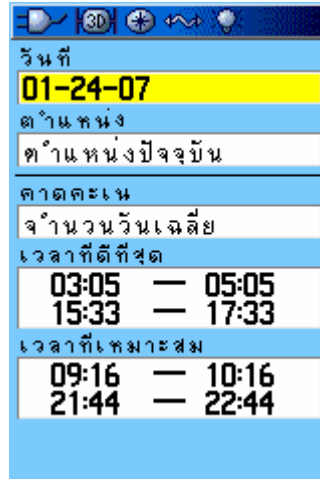 3D
วันที่
01-24-07
ตำแหน่ง
ตำแหน่งปัจจุบัน
คาดคะเน
จำนวนวันเฉลี่ย
เวลาที่ดีที่สุด
03:05 — 05:05
15:33 — 17:33
เวลาที่เหมาะสม
09:16 — 10:16
21:44 — 22:44